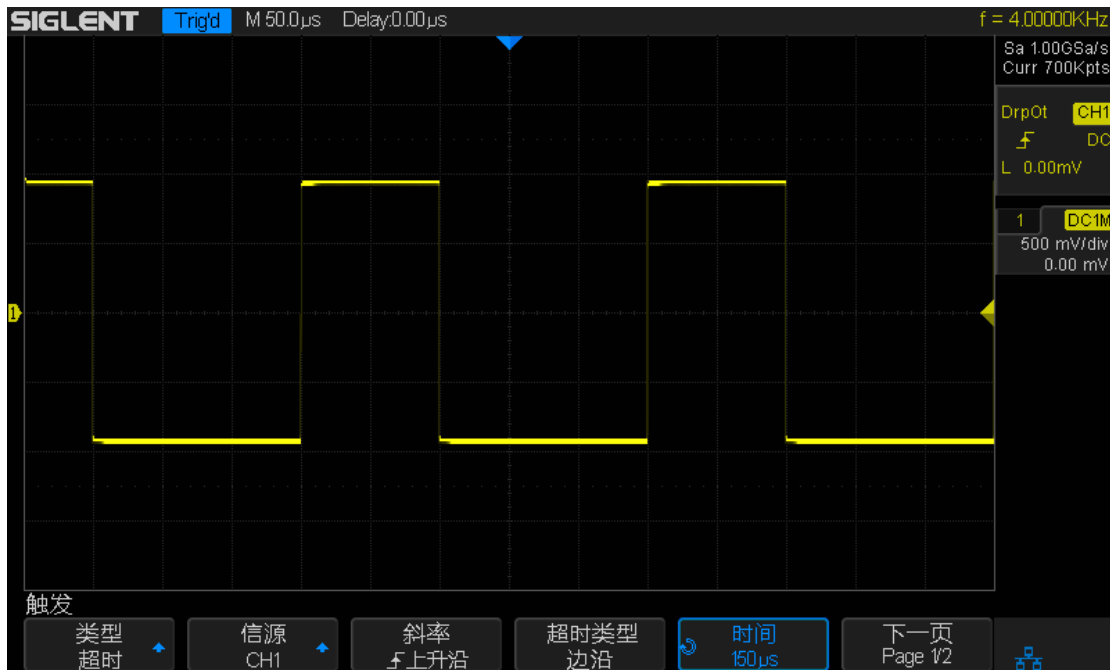 SIGLENT Trig'd M 50.0µs Delay:0.00µs f = 4.00000KHz
Sa 1.00GSa/s
Curr 700Kpts
DrpOt CH1
DC
L 0.00mV
1 DC1M
500 mV/div
0.00 mV
1
触发
类型 信源 斜率 超时类型 时间 下一页
超时 CH1 上升沿 边沿 150µs Page 1/2